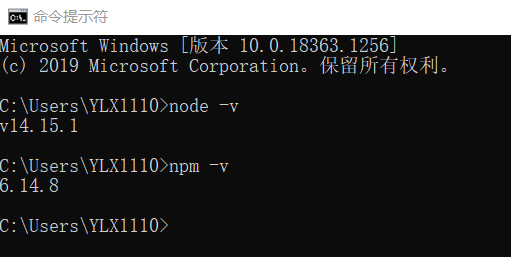 命令提示符
Microsoft Windows [版本 10.0.18363.1256]
(c) 2019 Microsoft Corporation。保留所有权利。
C:\Users\YLX1110>node -v
v14.15.1
C:\Users\YLX1110>npm -v
6.14.8
C:\Users\YLX1110>